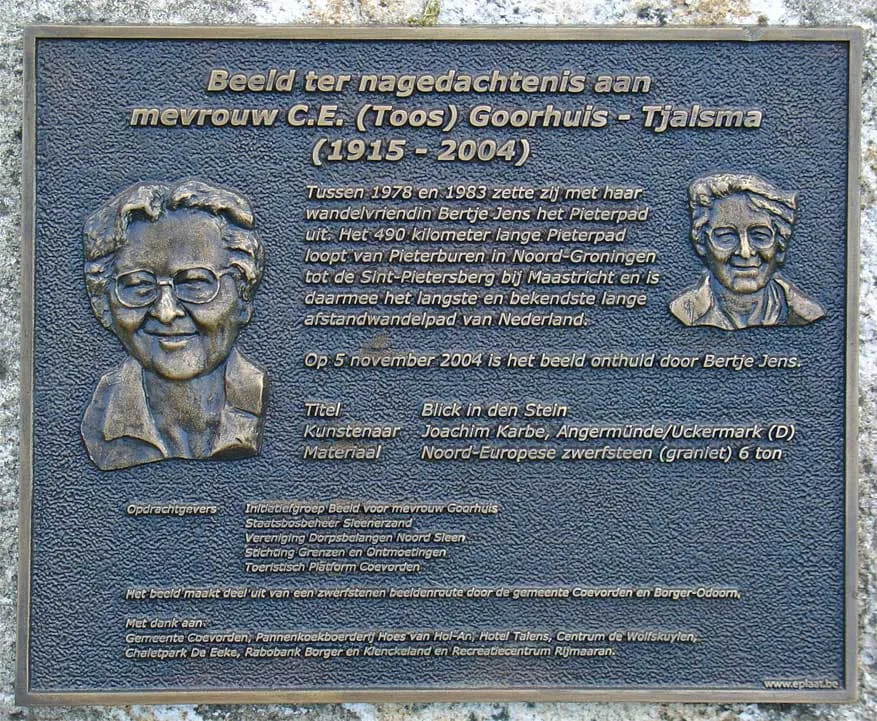 Beeld ter nagedachtenis aan
mevrouw C.E. (Toos) Goorhuis - Tjalsma
(1915 - 2004)
Tussen 1978 en 1983 zette zij met haar
wandelvriendin Bertje Jens het Pieterpad
uit. Het 490 kilometer lange Pieterpad
loopt van Pieterburen in Noord-Groningen
tot de Sint-Pietersberg bij Maastricht en is
daarmee het langste en bekendste lange
afstandwandelpad van Nederland.
Op 5 november 2004 is het beeld onthuld door Bertje Jens.
Titel Blick in den Stein
Kunstenaar Joachim Karbe, Angermünde/Uckermark (D)
Materiaal Noord-Europese zwerfsteen (graniet) 6 ton
Opdrachtgevers Initiatiefgroep Beeld voor mevrouw Goorhuis
Staatsbosbeheer Sleenerzand
Vereniging Dorpsbelangen Noord Sleen
Stichting Grenzen en Ontmoetingen
Toeristisch Platform Coevorden
Het beeld maakt deel uit van een zwerfstenen beeldenroute door de gemeente Coevorden en Borger-Odoorn.
Met dank aan:
Gemeente Coevorden, Pannenkoekboerderij Hoes van Hol-An, Hotel Talens, Centrum de Wolfskuylen,
Chaletpark De Eeke, Rabobank Borger en Klenckeland en Recreatiecentrum Rijmaaran.
www.eplaat.be